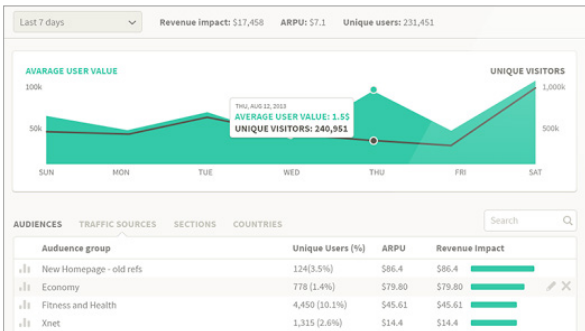 Last 7 days Revenue impact: $17,458 ARPU: $7.1 Unique users: 231,451
AVARAGE USER VALUE UNIQUE VISITORS
100k 1,000k
THU, AUG 12, 2013
AVERAGE USER VALUE: 1.5$
UNIQUE VISITORS: 240,951
50k 500k
SUN MON TUE WED THU FRI SAT
AUDIENCES TRAFFIC SOURCES SECTIONS COUNTRIES Search
Auduence group Unique Users (%) ARPU Revenue Impact
New Homepage - old refs 124(3.5%) $86.4 $86.4
Economy 778 (1.4%) $79.80 $79.80
Fitness and Health 4,450 (10.1%) $45.61 $45.61
Xnet 1,315 (2.6%) $14.4 $14.4